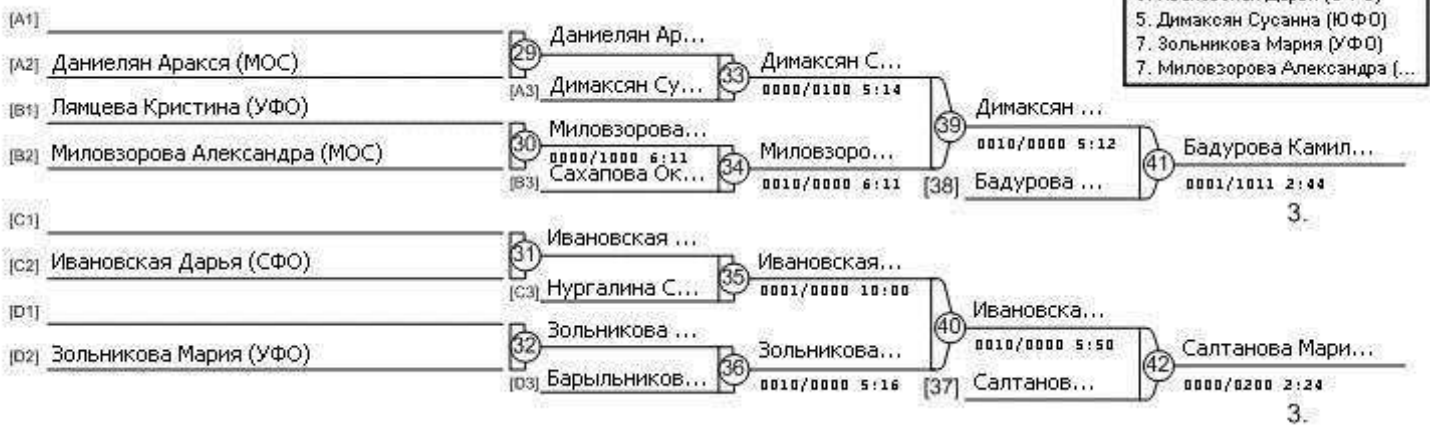 5. Димаксян Сусанна (ЮФО)
7. Зольникова Мария (УФО)
7. Миловзорова Александра (...
[A1]
[A2] Даниелян Аракся (МОС)
29
Даниелян Ар...
[A3] Димаксян Су...
33
Димаксян С...
0000/0100 5:14
[B1] Лямцева Кристина (УФО)
[B2] Миловзорова Александра (МОС)
30
Миловзорова...
0000/1000 6:11
[B3] Сахапова Ок...
34
Миловзоро...
0010/0000 6:11
39
Димаксян ...
0010/0000 5:12
[38] Бадурова ...
41
Бадурова Камил...
0001/1011 2:44
3.
[C1]
[C2] Ивановская Дарья (СФО)
31
Ивановская ...
[C3] Нургалина С...
35
Ивановская...
0001/0000 10:00
[D1]
[D2] Зольникова Мария (УФО)
32
Зольникова ...
[D3] Барыльников...
36
Зольникова...
0010/0000 5:16
40
Ивановска...
0010/0000 5:50
[37] Салтанов...
42
Салтанова Мари...
0000/0200 2:24
3.